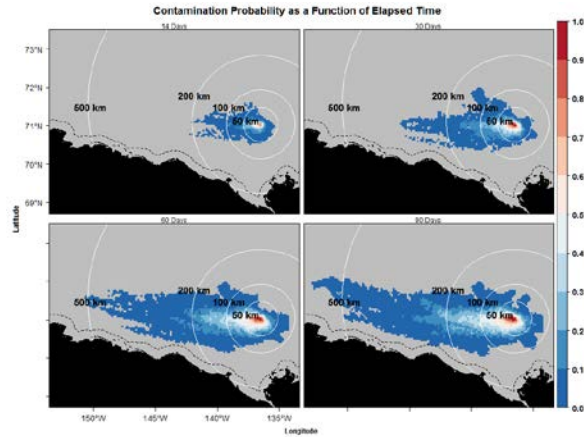 Contamination Probability as a Function of Elapsed Time
14 Days
30 Days
73°N
72°N
71°N
70°N
69°N
500 km
200 km
100 km
50 km
500 km
200 km
100 km
50 km
1.0
0.9
0.8
0.7
0.6
0.5
0.4
0.3
0.2
0.1
0.0
Latitude
60 Days
90 Days
500 km
200 km
100 km
50 km
500 km
200 km
100 km
50 km
150°W
145°W
140°W
135°W
Longitude